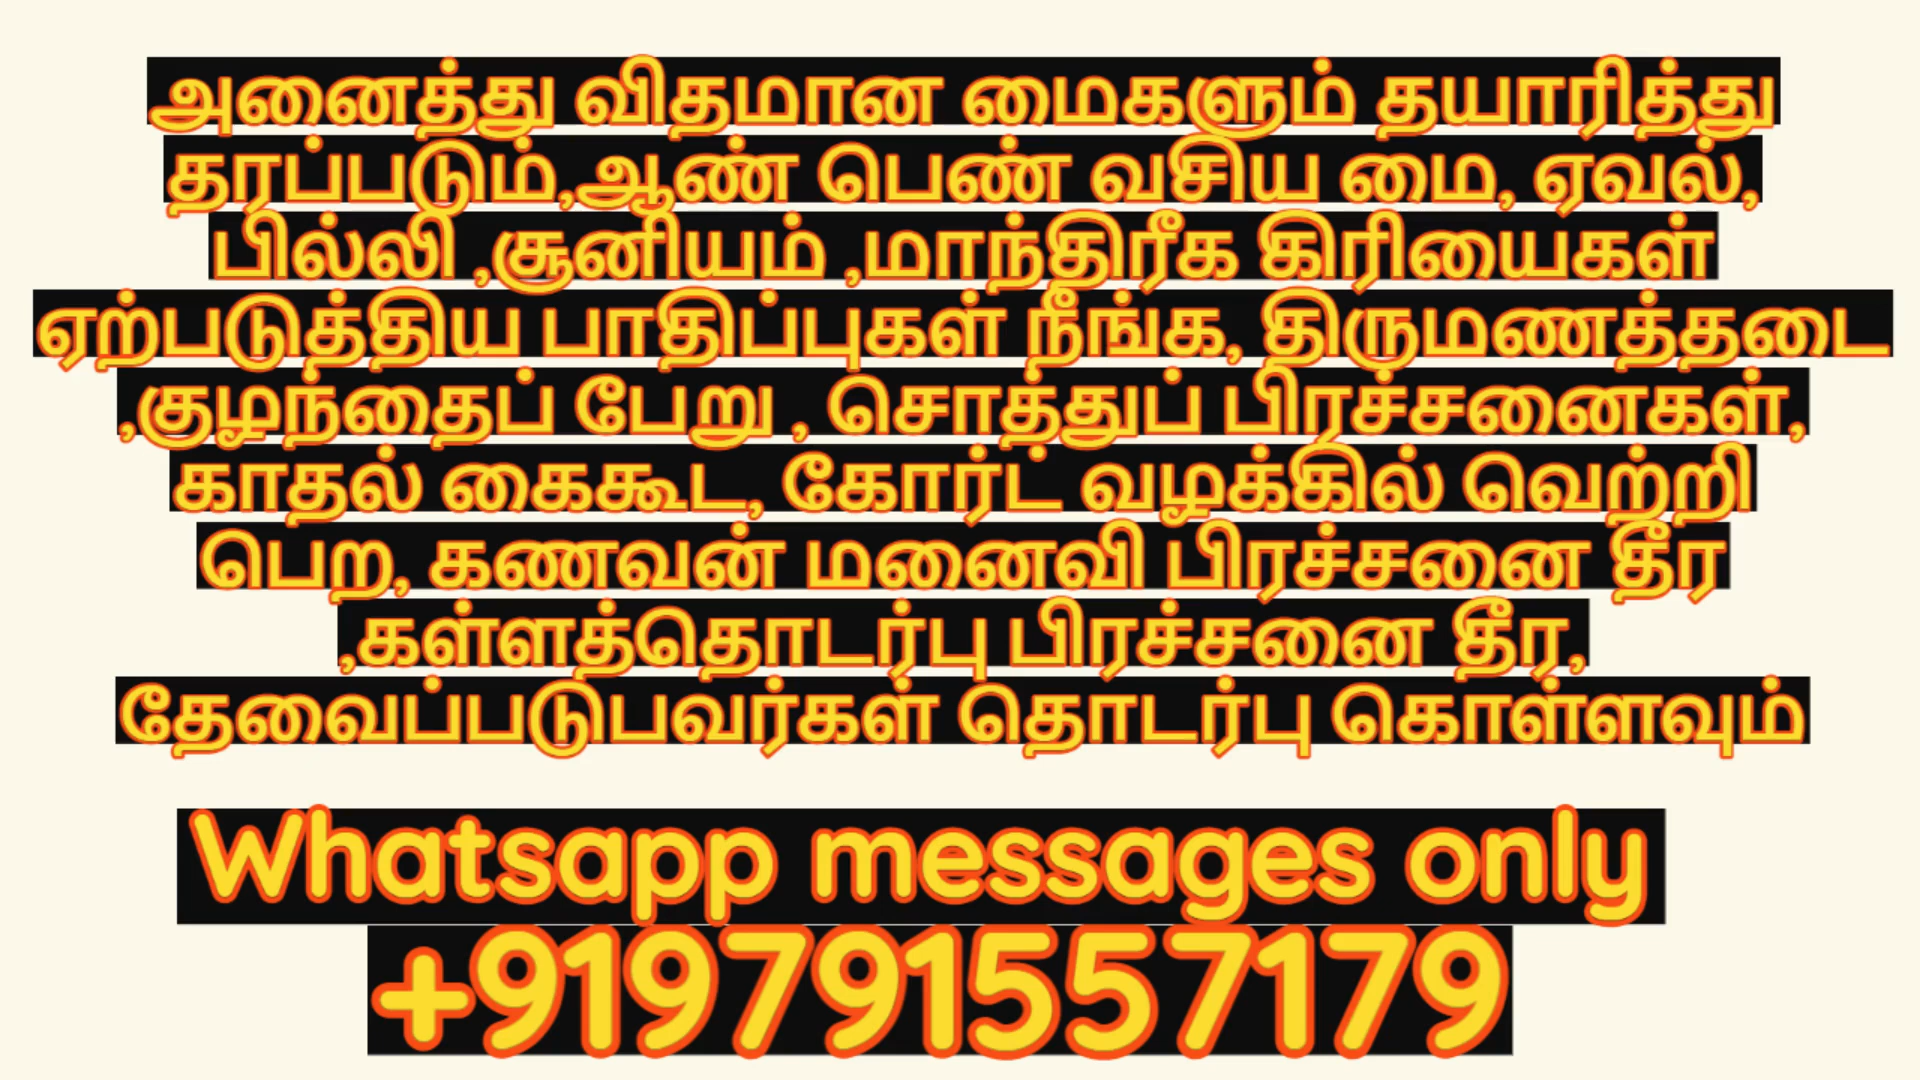 அனைத்து விதமான மைகளும் தயாரித்து
தரப்படும்,ஆண் பெண் வசிய மை, ஏவல்,
பில்லி ,சூனியம் ,மாந்திரீக கிரியைகள்
ஏற்படுத்திய பாதிப்புகள் நீங்க, திருமணத்தடை
,குழந்தைப் பேறு , சொத்துப் பிரச்சனைகள்,
காதல் கைகூட, கோர்ட் வழக்கில் வெற்றி
பெற, கணவன் மனைவி பிரச்சனை தீர
,கள்ளத்தொடர்பு பிரச்சனை தீர,
தேவைப்படுபவர்கள் தொடர்பு கொள்ளவும்
Whatsapp messages only
+919791557179